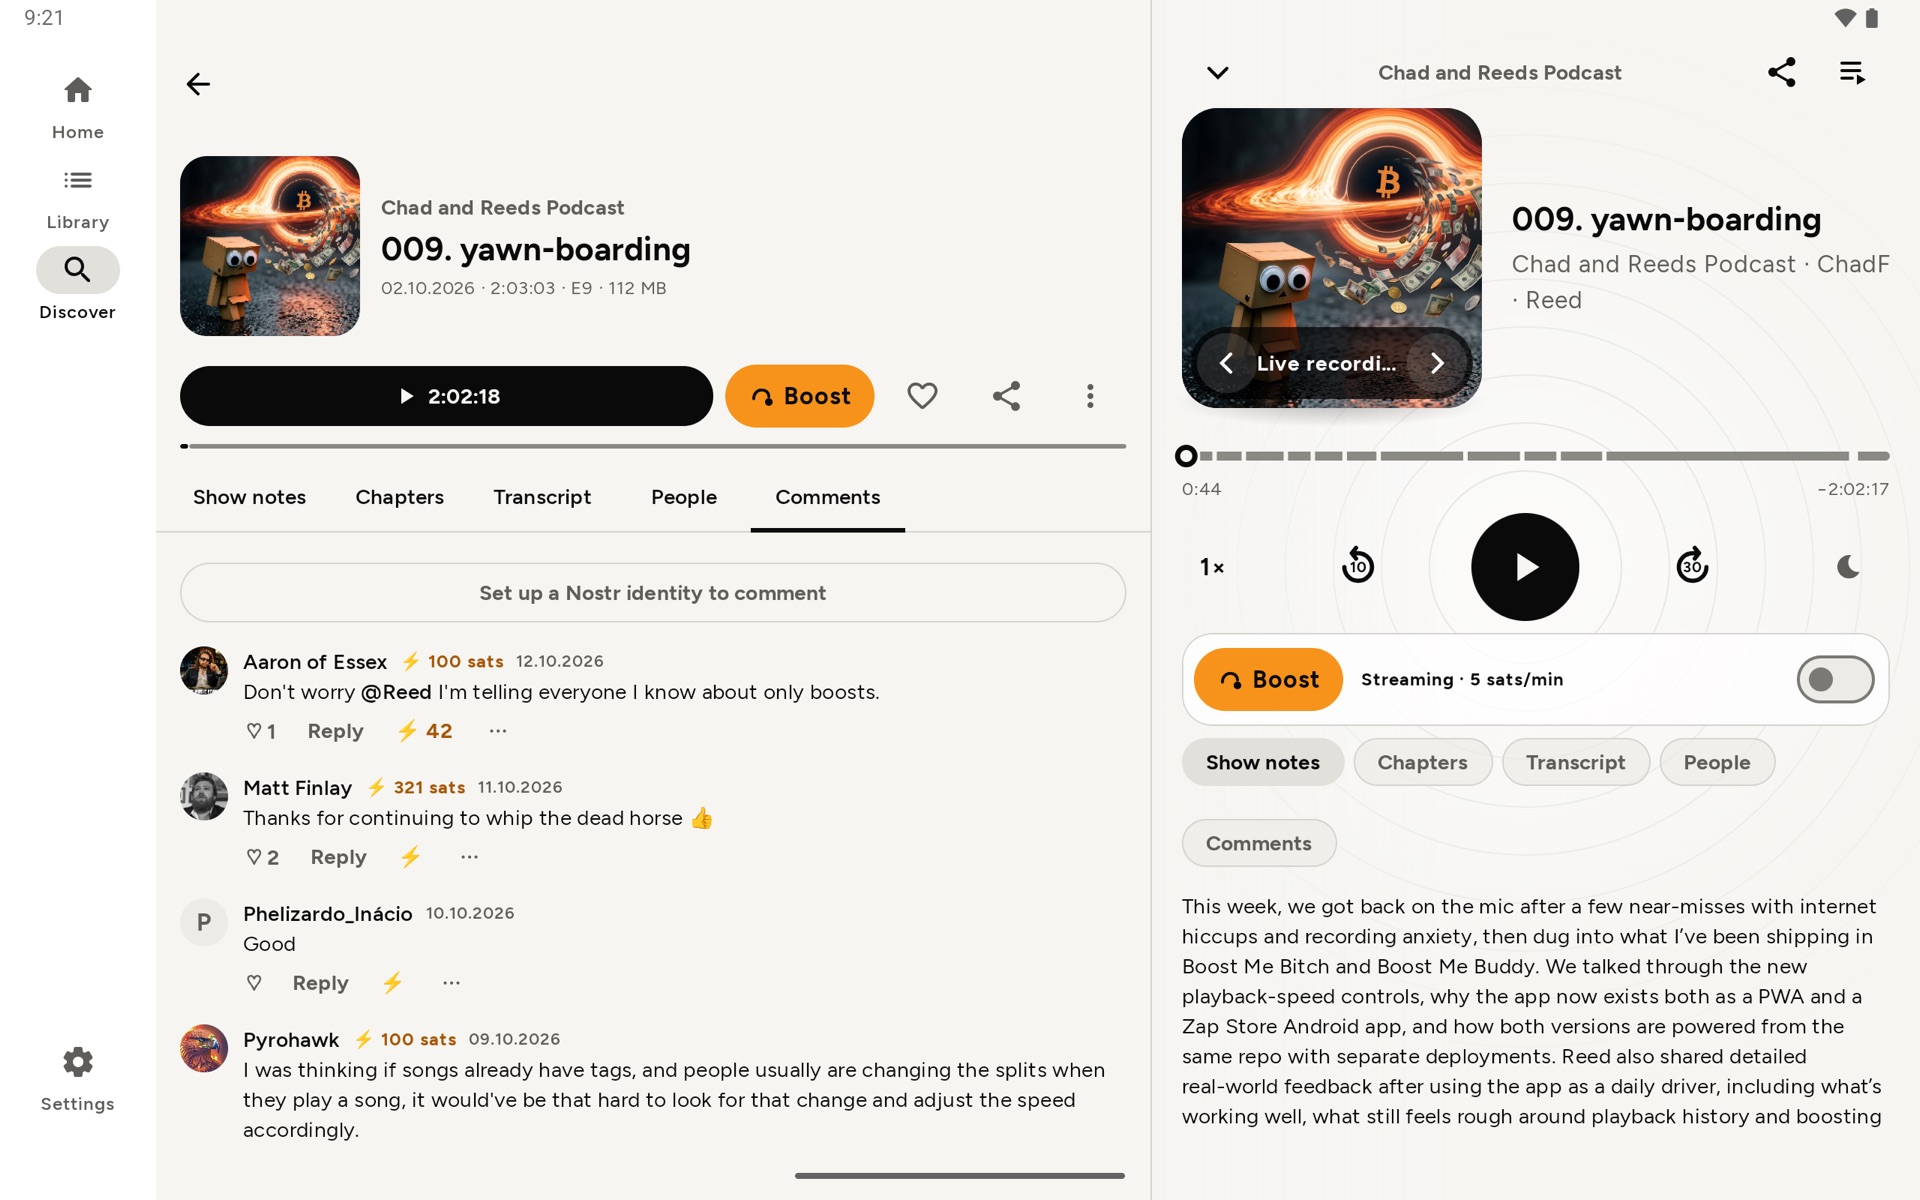 9:21
Home
Library
Discover
Settings
Chad and Reeds Podcast
009. yawn-boarding
02.10.2026 · 2:03:03 · E9 · 112 MB
2:02:18
Boost
Show notes
Chapters
Transcript
People
Comments
Set up a Nostr identity to comment
Aaron of Essex ⚡ 100 sats 12.10.2026
Don't worry @Reed I'm telling everyone I know about only boosts.
♡ 1 Reply ⚡ 42 ···
Matt Finlay ⚡ 321 sats 11.10.2026
Thanks for continuing to whip the dead horse 👍
♡ 2 Reply ⚡ ···
P
Phelizardo_Inácio 10.10.2026
Good
♡ Reply ⚡ ···
Pyrohawk ⚡ 100 sats 09.10.2026
I was thinking if songs already have tags, and people usually are changing the splits when
they play a song, it would've be that hard to look for that change and adjust the speed
accordingly.
Chad and Reeds Podcast
009. yawn-boarding
Chad and Reeds Podcast · ChadF
· Reed
Live recordi...
0:44
-2:02:17
1×
10
30
Boost
Streaming · 5 sats/min
Show notes
Chapters
Transcript
People
Comments
This week, we got back on the mic after a few near-misses with internet
hiccups and recording anxiety, then dug into what I’ve been shipping in
Boost Me Bitch and Boost Me Buddy. We talked through the new
playback-speed controls, why the app now exists both as a PWA and a
Zap Store Android app, and how both versions are powered from the
same repo with separate deployments. Reed also shared detailed
real-world feedback after using the app as a daily driver, including what’s
working well, what still feels rough around playback history and boosting